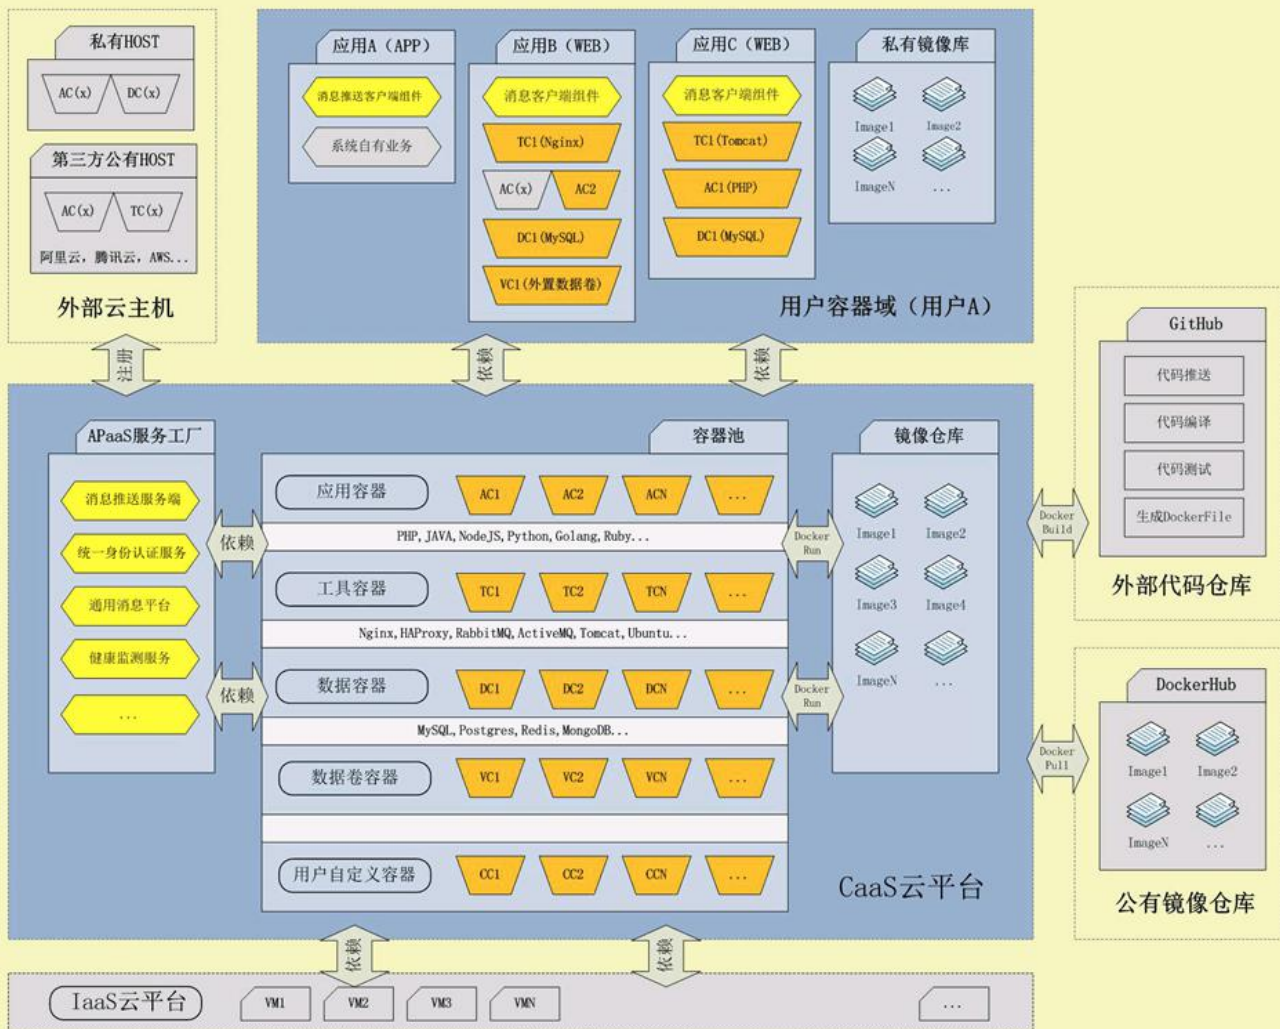 私有HOST
AC(x)
DC(x)
第三方公有HOST
AC(x)
TC(x)
阿里云，腾讯云，AWS...
外部云主机
应用A（APP）
消息推送客户端组件
系统自有业务
应用B（WEB）
消息客户端组件
TC1(Nginx)
AC(x)
AC2
DC1(MySQL)
VC1(外置数据卷)
应用C（WEB）
消息客户端组件
TC1(Tomcat)
AC1(PHP)
DC1(MySQL)
私有镜像库
Image1
Image2
ImageN
...
用户容器域（用户A）
注册
依赖
依赖
APaaS服务工厂
消息推送服务端
统一身份认证服务
通用消息平台
健康监测服务
...
依赖
依赖
容器池
应用容器
AC1
AC2
ACN
...
PHP,JAVA,NodeJS,Python,Golang,Ruby...
工具容器
TC1
TC2
TCN
...
Nginx,HAProxy,RabbitMQ,ActiveMQ,Tomcat,Ubuntu...
数据容器
DC1
DC2
DCN
...
MySQL,Postgres,Redis,MongoDB...
数据卷容器
VC1
VC2
VCN
...
用户自定义容器
CC1
CC2
CCN
...
Docker
Run
Docker
Run
镜像仓库
Image1
Image2
Image3
Image4
ImageN
...
CaaS云平台
Docker
Build
GitHub
代码推送
代码编译
代码测试
生成DockerFile
外部代码仓库
Docker
Pull
DockerHub
Image1
Image2
ImageN
...
公有镜像仓库
依赖
依赖
IaaS云平台
VM1
VM2
VM3
VMN
...